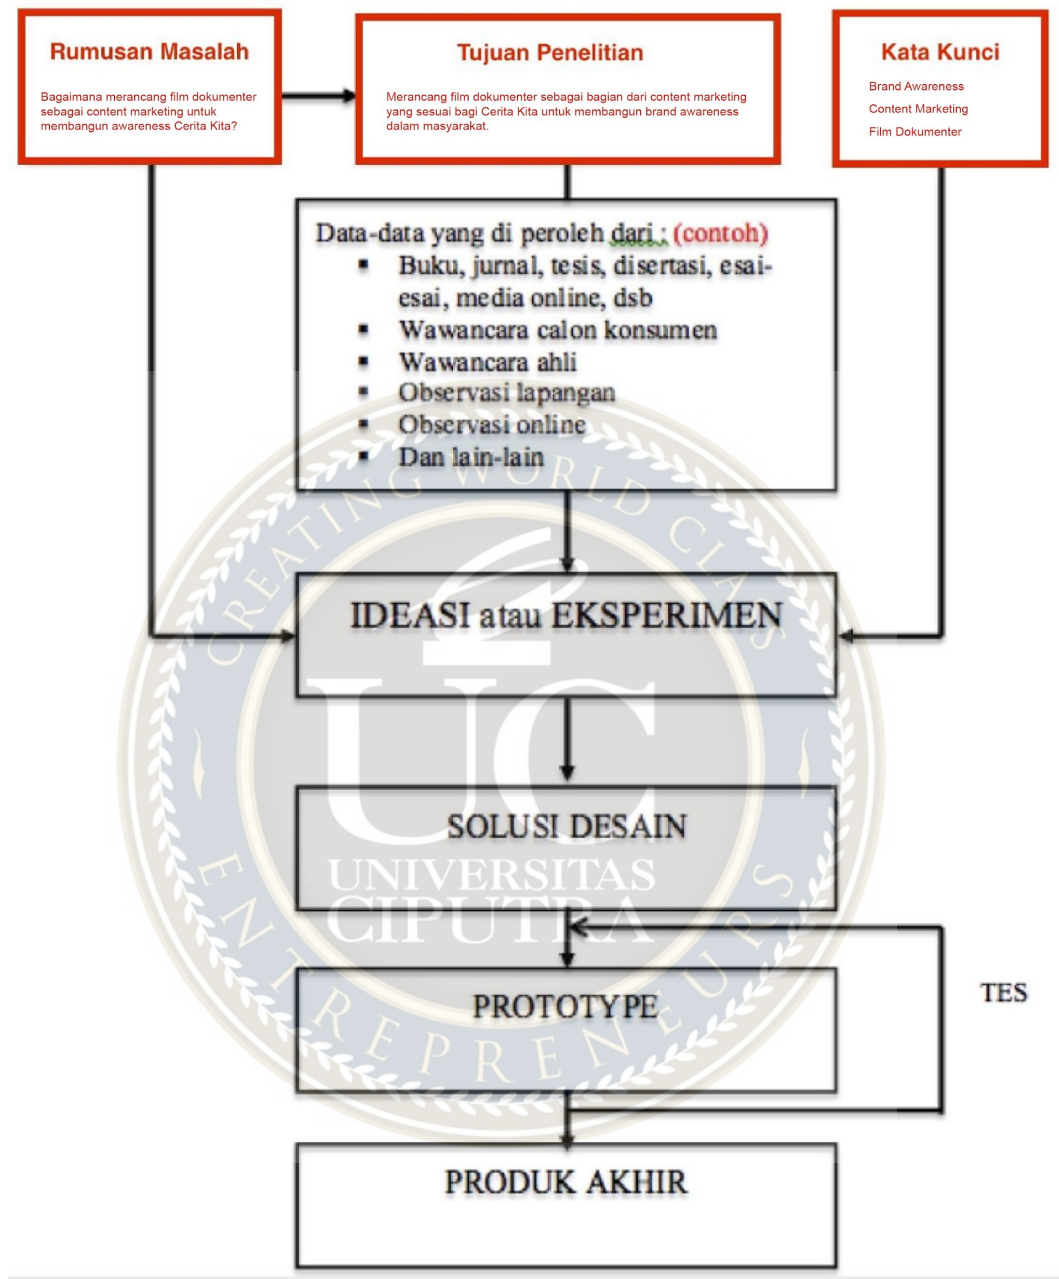 Rumusan Masalah
Bagaimana merancang film dokumenter
sebagai content marketing untuk
membangun awareness Cerita Kita?
Tujuan Penelitian
Merancang film dokumenter sebagai bagian dari content marketing
yang sesuai bagi Cerita Kita untuk membangun brand awareness
dalam masyarakat.
Kata Kunci
Brand Awareness
Content Marketing
Film Dokumenter
Data-data yang di peroleh dari : (contoh)
▪ Buku, jurnal, tesis, disertasi, esai-
esai, media online, dsb
▪ Wawancara calon konsumen
▪ Wawancara ahli
▪ Observasi lapangan
▪ Observasi online
▪ Dan lain-lain
IDEASI atau EKSPERIMEN
SOLUSI DESAIN
PROTOTYPE
TES
PRODUK AKHIR
CREATING WORLD CLASS
UC
UNIVERSITAS
CIPUTRA
ENTREPRENEURS